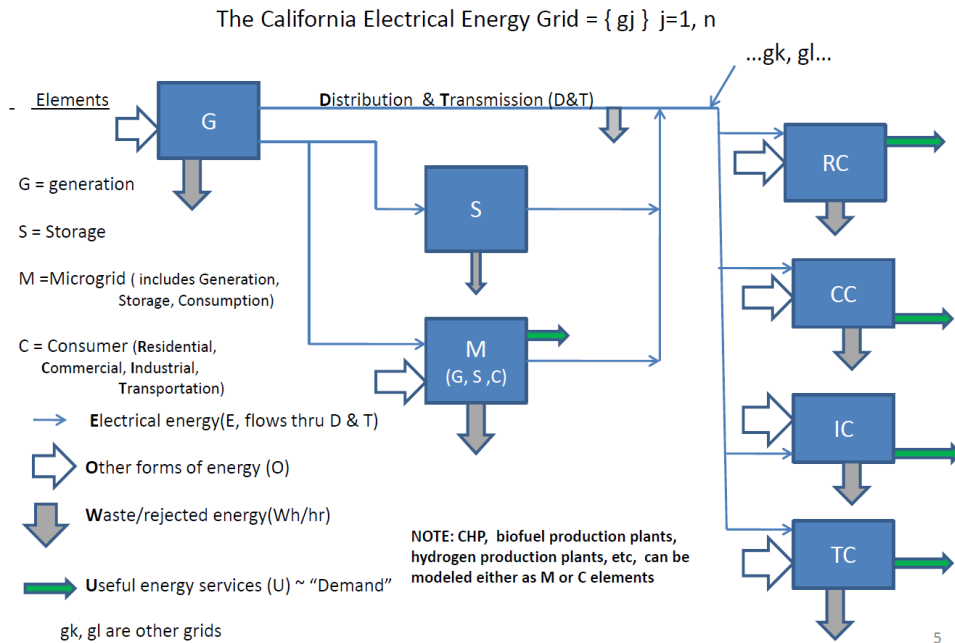 The California Electrical Energy Grid = { gj } j=1, n
...gk, gl...
- Elements
Distribution & Transmission (D&T)
G
RC
G = generation
S
S = Storage
CC
M =Microgrid ( includes Generation,
Storage, Consumption)
M
(G, S ,C)
C = Consumer (Residential,
Commercial, Industrial,
Transportation)
IC
Electrical energy(E, flows thru D & T)
Other forms of energy (O)
Waste/rejected energy(Wh/hr)
NOTE: CHP, biofuel production plants,
hydrogen production plants, etc, can be
modeled either as M or C elements
TC
Useful energy services (U) ~ “Demand”
gk, gl are other grids
5